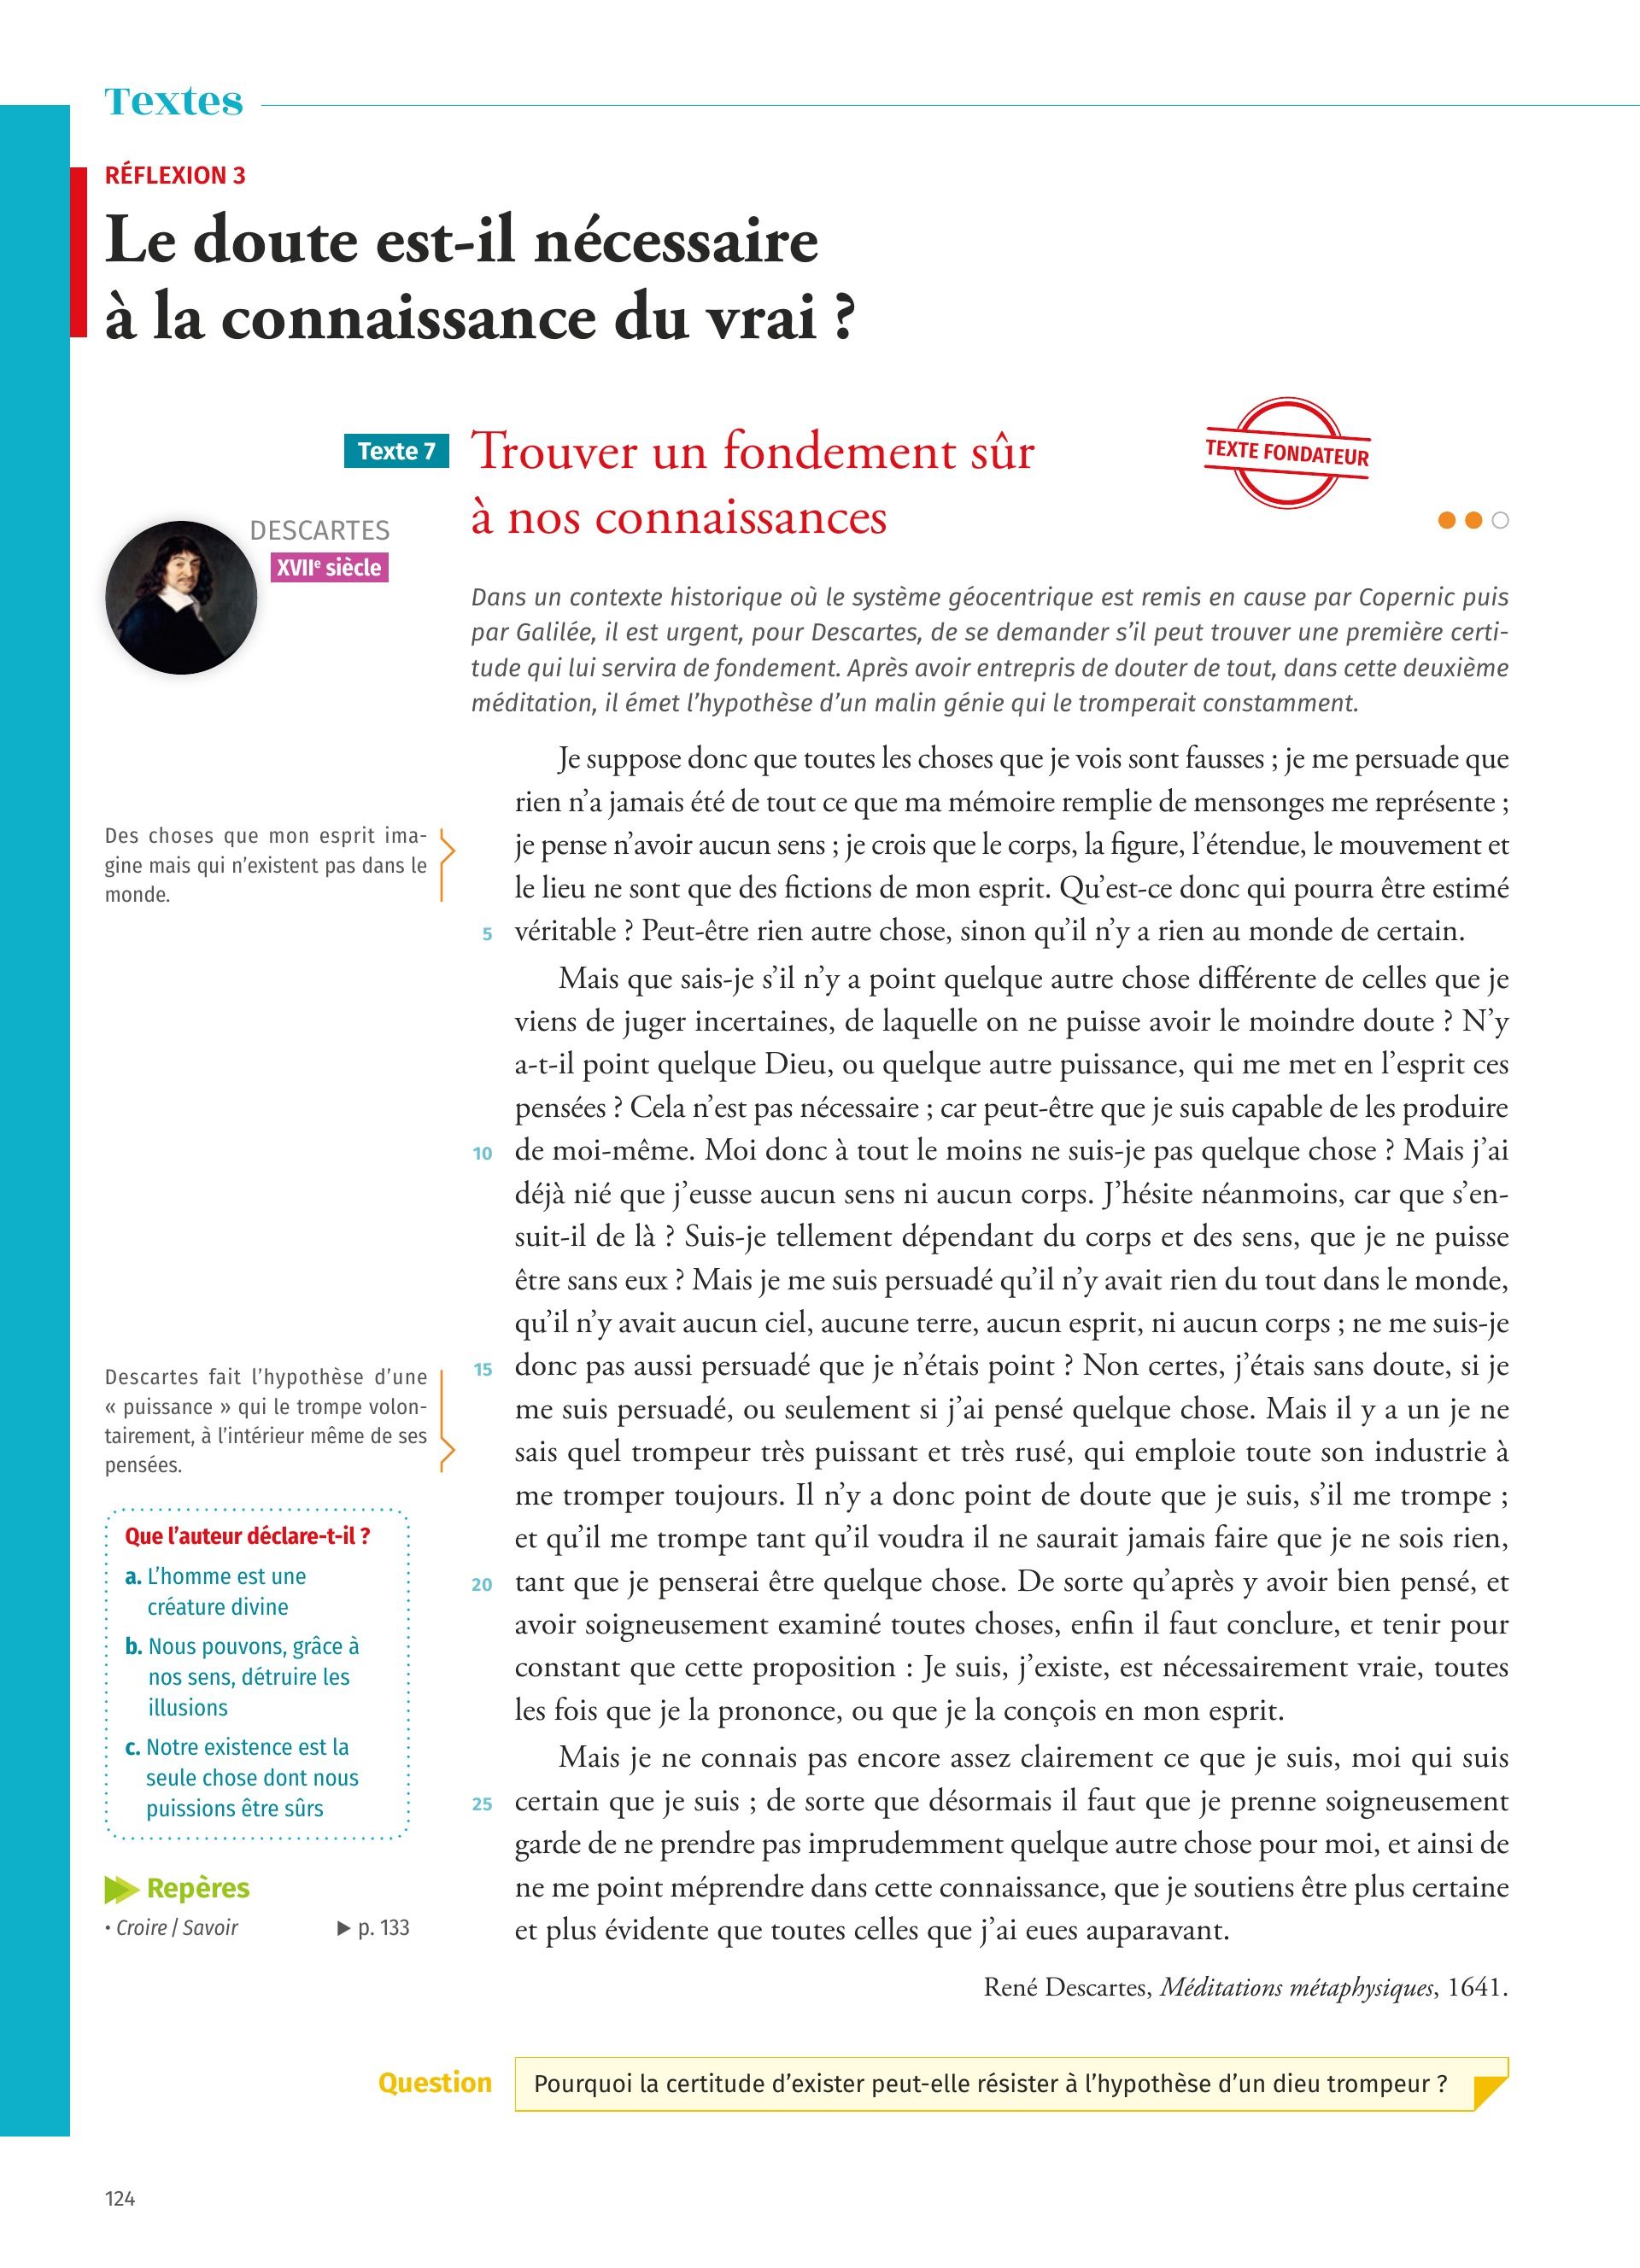 Textes
RÉFLEXION 3
Le doute est-il nécessaire
à la connaissance du vrai ?
Texte 7
Trouver un fondement sûr
à nos connaissances
TEXTE FONDATEUR
DESCARTES
XVIIe siècle
Dans un contexte historique où le système géocentrique est remis en cause par Copernic puis
par Galilée, il est urgent, pour Descartes, de se demander s’il peut trouver une première certi-
tude qui lui servira de fondement. Après avoir entrepris de douter de tout, dans cette deuxième
méditation, il émet l’hypothèse d’un malin génie qui le tromperait constamment.
Je suppose donc que toutes les choses que je vois sont fausses ; je me persuade que
rien n’a jamais été de tout ce que ma mémoire remplie de mensonges me représente ;
je pense n’avoir aucun sens ; je crois que le corps, la figure, l’étendue, le mouvement et
le lieu ne sont que des fictions de mon esprit. Qu’est-ce donc qui pourra être estimé
5 véritable ? Peut-être rien autre chose, sinon qu’il n’y a rien au monde de certain.
Mais que sais-je s’il n’y a point quelque autre chose différente de celles que je
viens de juger incertaines, de laquelle on ne puisse avoir le moindre doute ? N’y
a-t-il point quelque Dieu, ou quelque autre puissance, qui me met en l’esprit ces
pensées ? Cela n’est pas nécessaire ; car peut-être que je suis capable de les produire
10 de moi-même. Moi donc à tout le moins ne suis-je pas quelque chose ? Mais j’ai
déjà nié que j’eusse aucun sens ni aucun corps. J’hésite néanmoins, car que s’en-
suit-il de là ? Suis-je tellement dépendant du corps et des sens, que je ne puisse
être sans eux ? Mais je me suis persuadé qu’il n’y avait rien du tout dans le monde,
qu’il n’y avait aucun ciel, aucune terre, aucun esprit, ni aucun corps ; ne me suis-je
15 donc pas aussi persuadé que je n’étais point ? Non certes, j’étais sans doute, si je
me suis persuadé, ou seulement si j’ai pensé quelque chose. Mais il y a un je ne
sais quel trompeur très puissant et très rusé, qui emploie toute son industrie à
me tromper toujours. Il n’y a donc point de doute que je suis, s’il me trompe ;
et qu’il me trompe tant qu’il voudra il ne saurait jamais faire que je ne sois rien,
20 tant que je penserai être quelque chose. De sorte qu’après y avoir bien pensé, et
avoir soigneusement examiné toutes choses, enfin il faut conclure, et tenir pour
constant que cette proposition : Je suis, j’existe, est nécessairement vraie, toutes
les fois que je la prononce, ou que je la conçois en mon esprit.
Mais je ne connais pas encore assez clairement ce que je suis, moi qui suis
25 certain que je suis ; de sorte que désormais il faut que je prenne soigneusement
garde de ne prendre pas imprudemment quelque autre chose pour moi, et ainsi de
ne me point méprendre dans cette connaissance, que je soutiens être plus certaine
et plus évidente que toutes celles que j’ai eues auparavant.
René Descartes, Méditations métaphysiques, 1641.
Des choses que mon esprit ima-
gine mais qui n’existent pas dans le
monde.
Descartes fait l’hypothèse d’une
« puissance » qui le trompe volon-
tairement, à l’intérieur même de ses
pensées.
Que l’auteur déclare-t-il ?
a. L’homme est une
créature divine
b. Nous pouvons, grâce à
nos sens, détruire les
illusions
c. Notre existence est la
seule chose dont nous
puissions être sûrs
Repères
• Croire / Savoir ▶ p. 133
Question
Pourquoi la certitude d’exister peut-elle résister à l’hypothèse d’un dieu trompeur ?
124